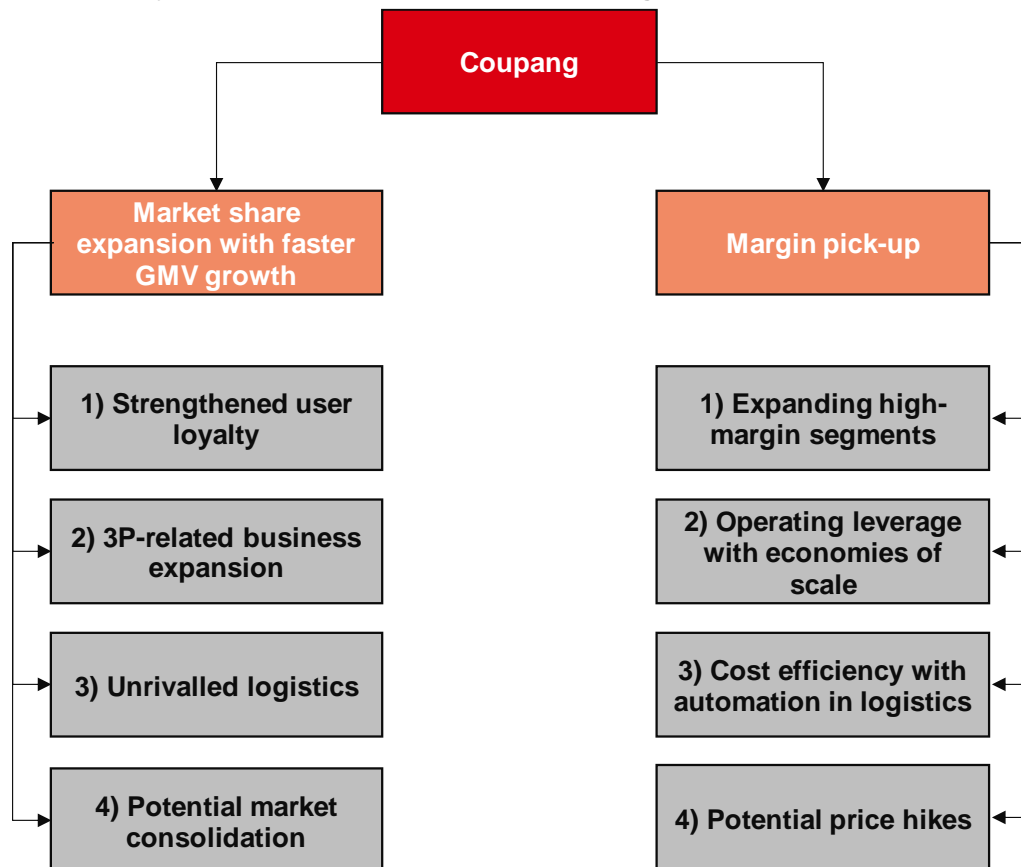 Coupang
Market share
expansion with faster
GMV growth
Margin pick-up
1) Strengthened user
loyalty
1) Expanding high-
margin segments
2) 3P-related business
expansion
2) Operating leverage
with economies of
scale
3) Unrivalled logistics
3) Cost efficiency with
automation in logistics
4) Potential market
consolidation
4) Potential price hikes